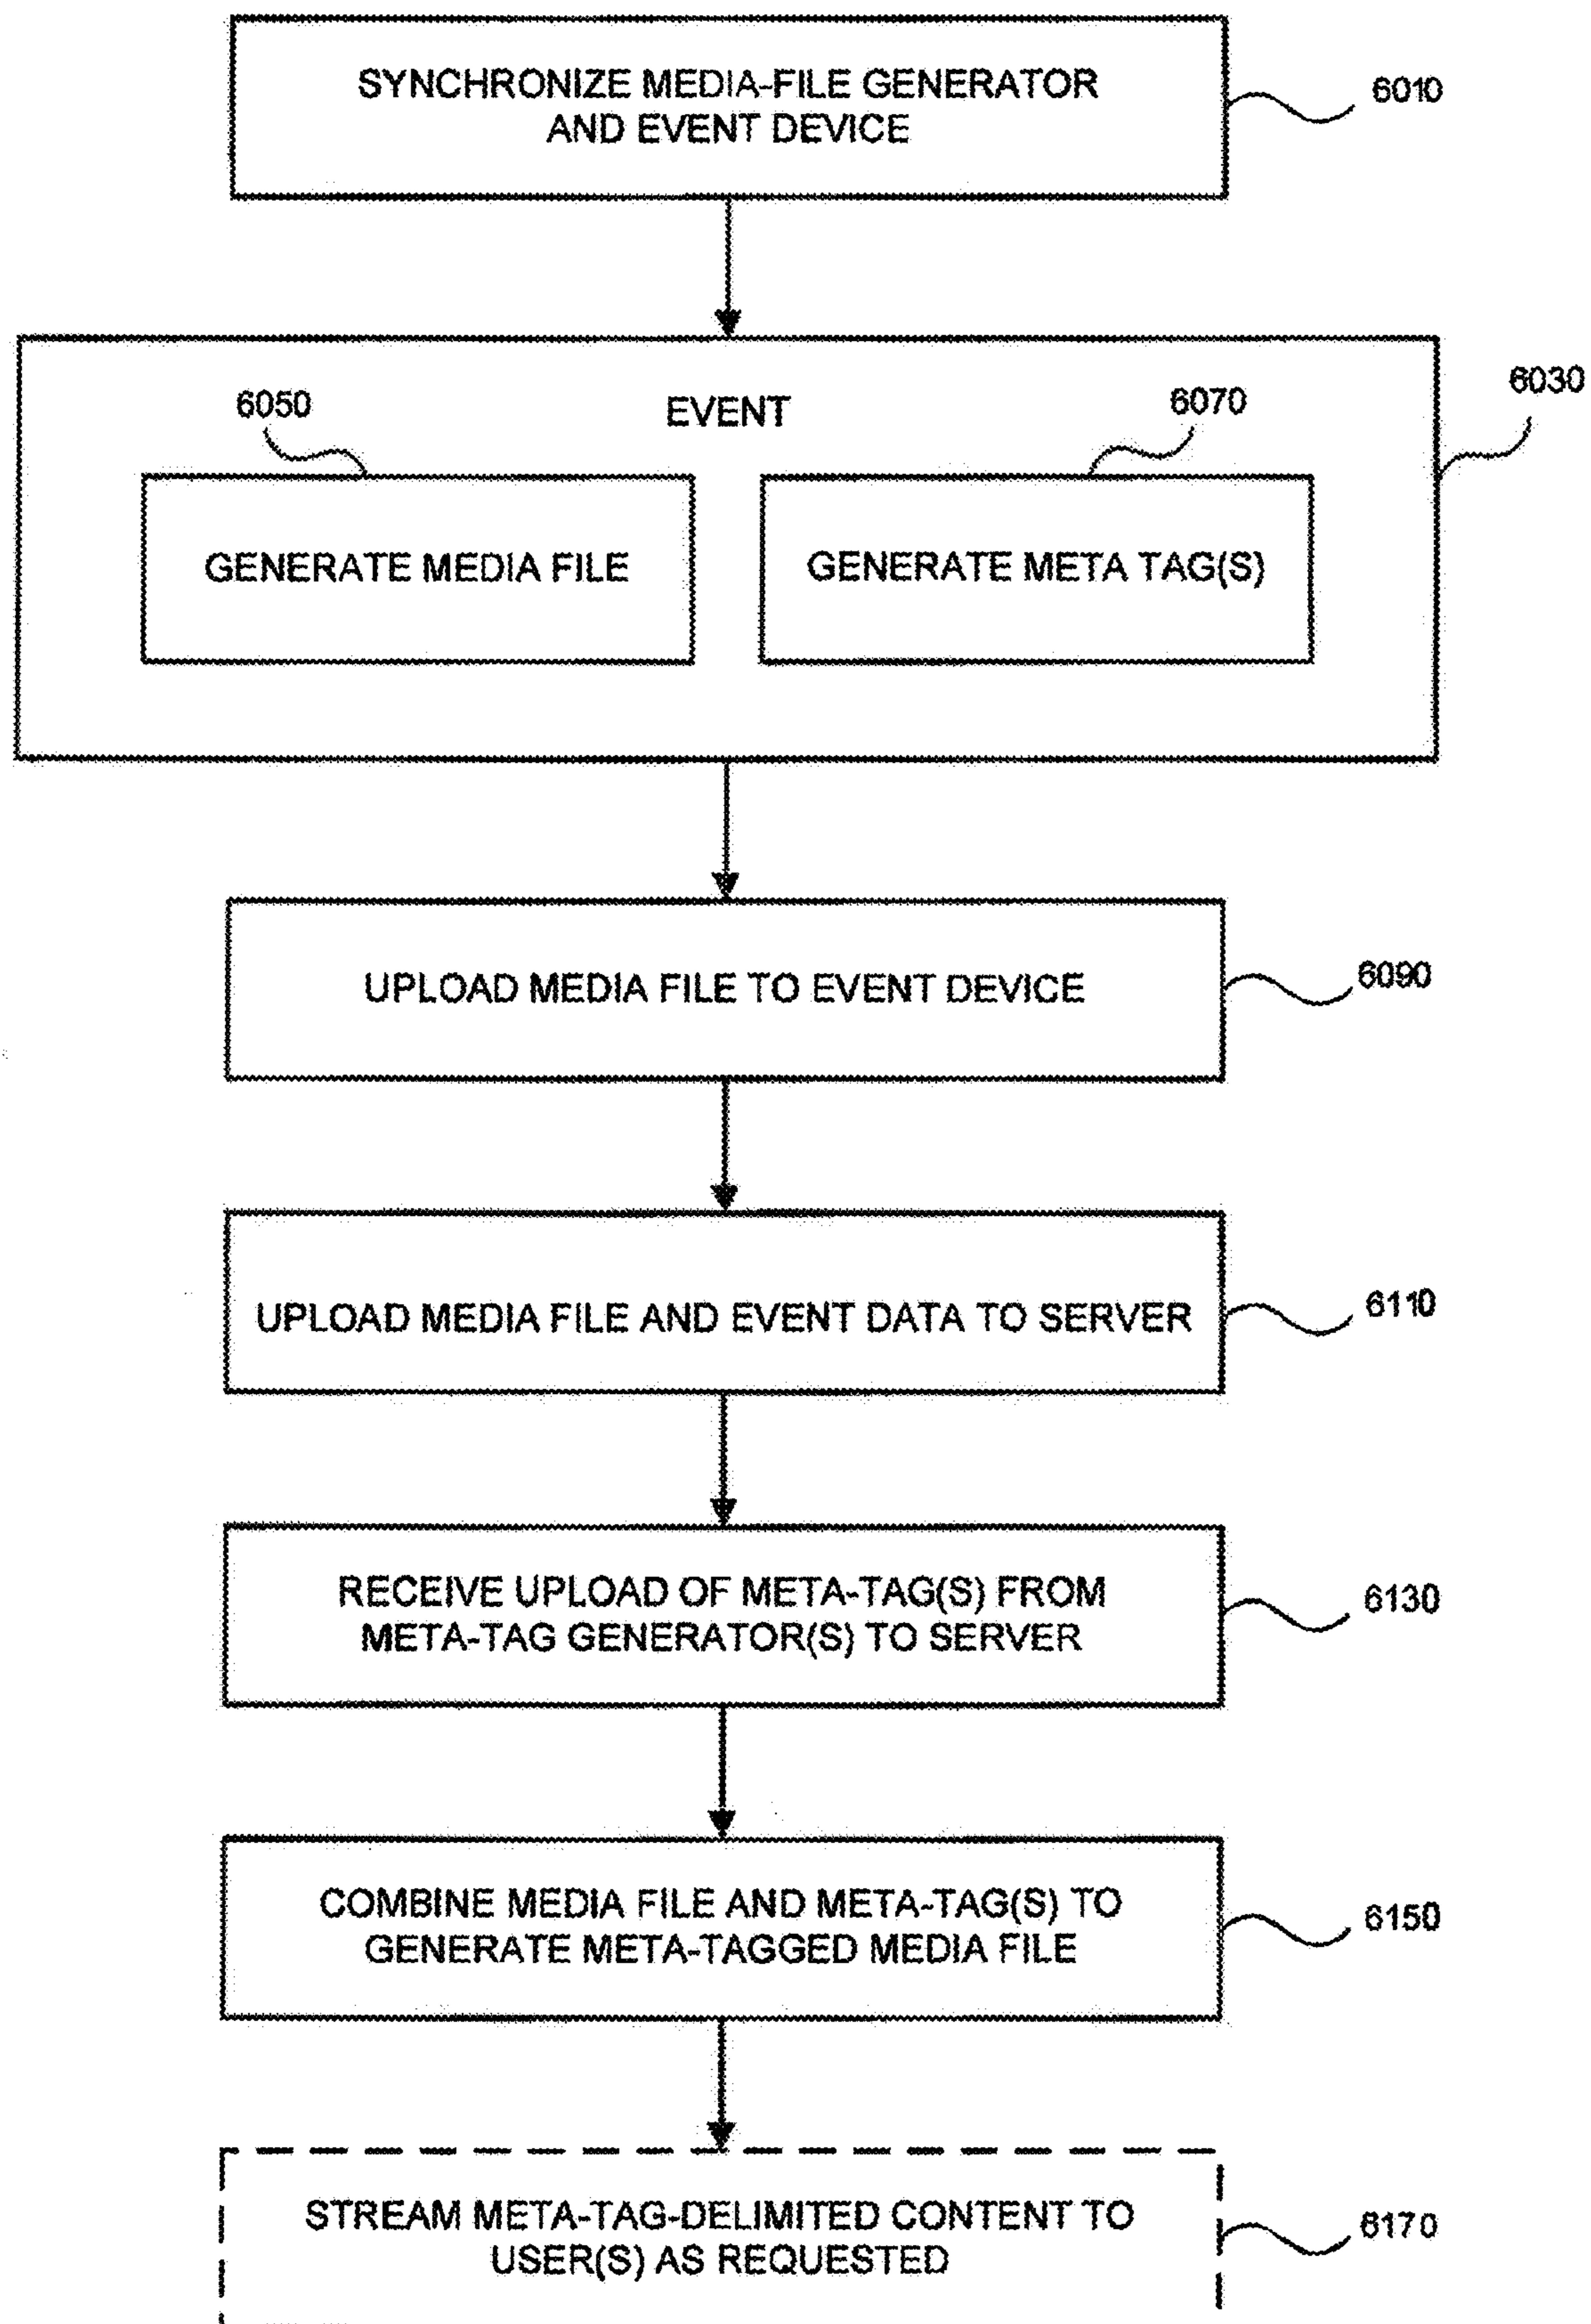 SYNCHRONIZE MEDIA-FILE GENERATOR
AND EVENT DEVICE
6010
EVENT
6030
6050
6070
GENERATE MEDIA FILE
GENERATE META TAG(S)
UPLOAD MEDIA FILE TO EVENT DEVICE
6090
UPLOAD MEDIA FILE AND EVENT DATA TO SERVER
6110
RECEIVE UPLOAD OF META-TAG(S) FROM
META-TAG GENERATOR(S) TO SERVER
6130
COMBINE MEDIA FILE AND META-TAG(S) TO
GENERATE META-TAGGED MEDIA FILE
6150
STREAM META-TAG-DELIMITED CONTENT TO
USER(S) AS REQUESTED
6170